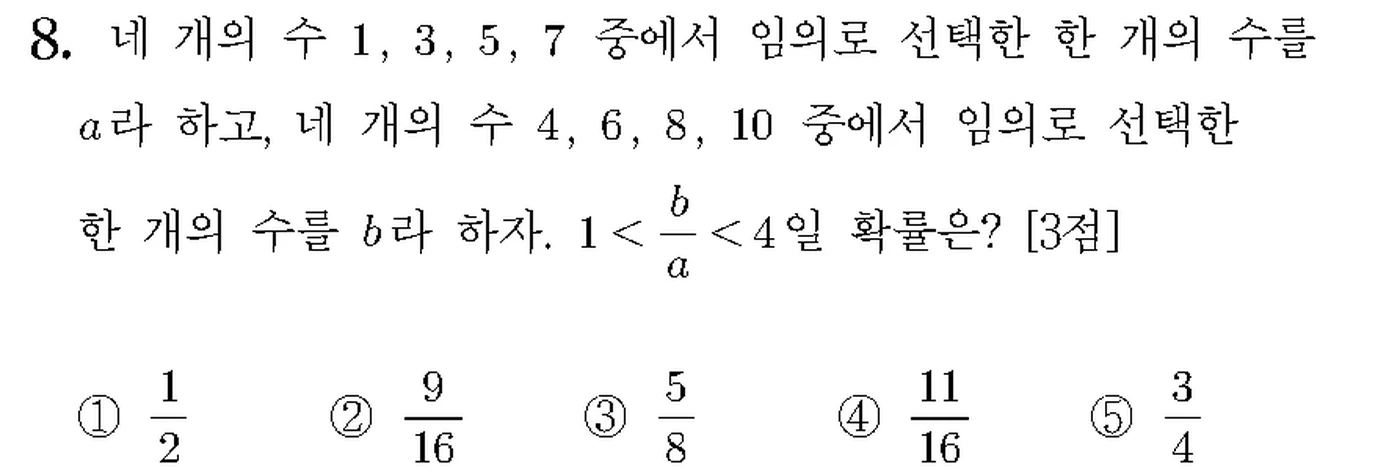 8. 네 개의 수 1, 3, 5, 7 중에서 임의로 선택한 한 개의 수를
a라 하고, 네 개의 수 4, 6, 8, 10 중에서 임의로 선택한
한 개의 수를 b라 하자. 1 < b/a < 4일 확률은? [3점]
① 1/2 ② 9/16 ③ 5/8 ④ 11/16 ⑤ 3/4